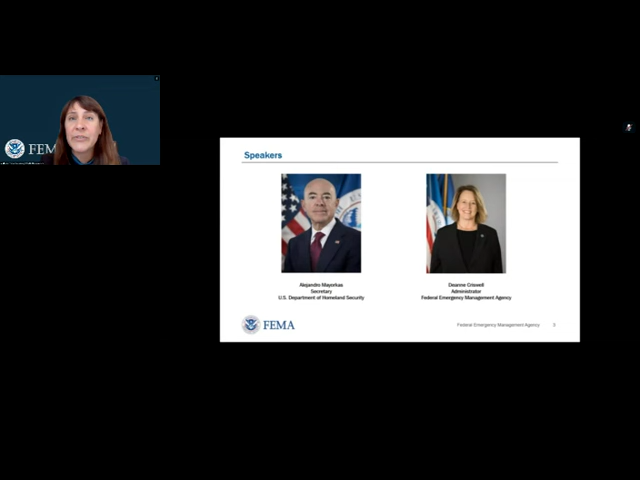 FEM
Speakers
Alejandro Mayorkas
Secretary
U.S. Department of Homeland Security
Deanne Criswell
Administrator
Federal Emergency Management Agency
FEMA
Federal Emergency Management Agency
3